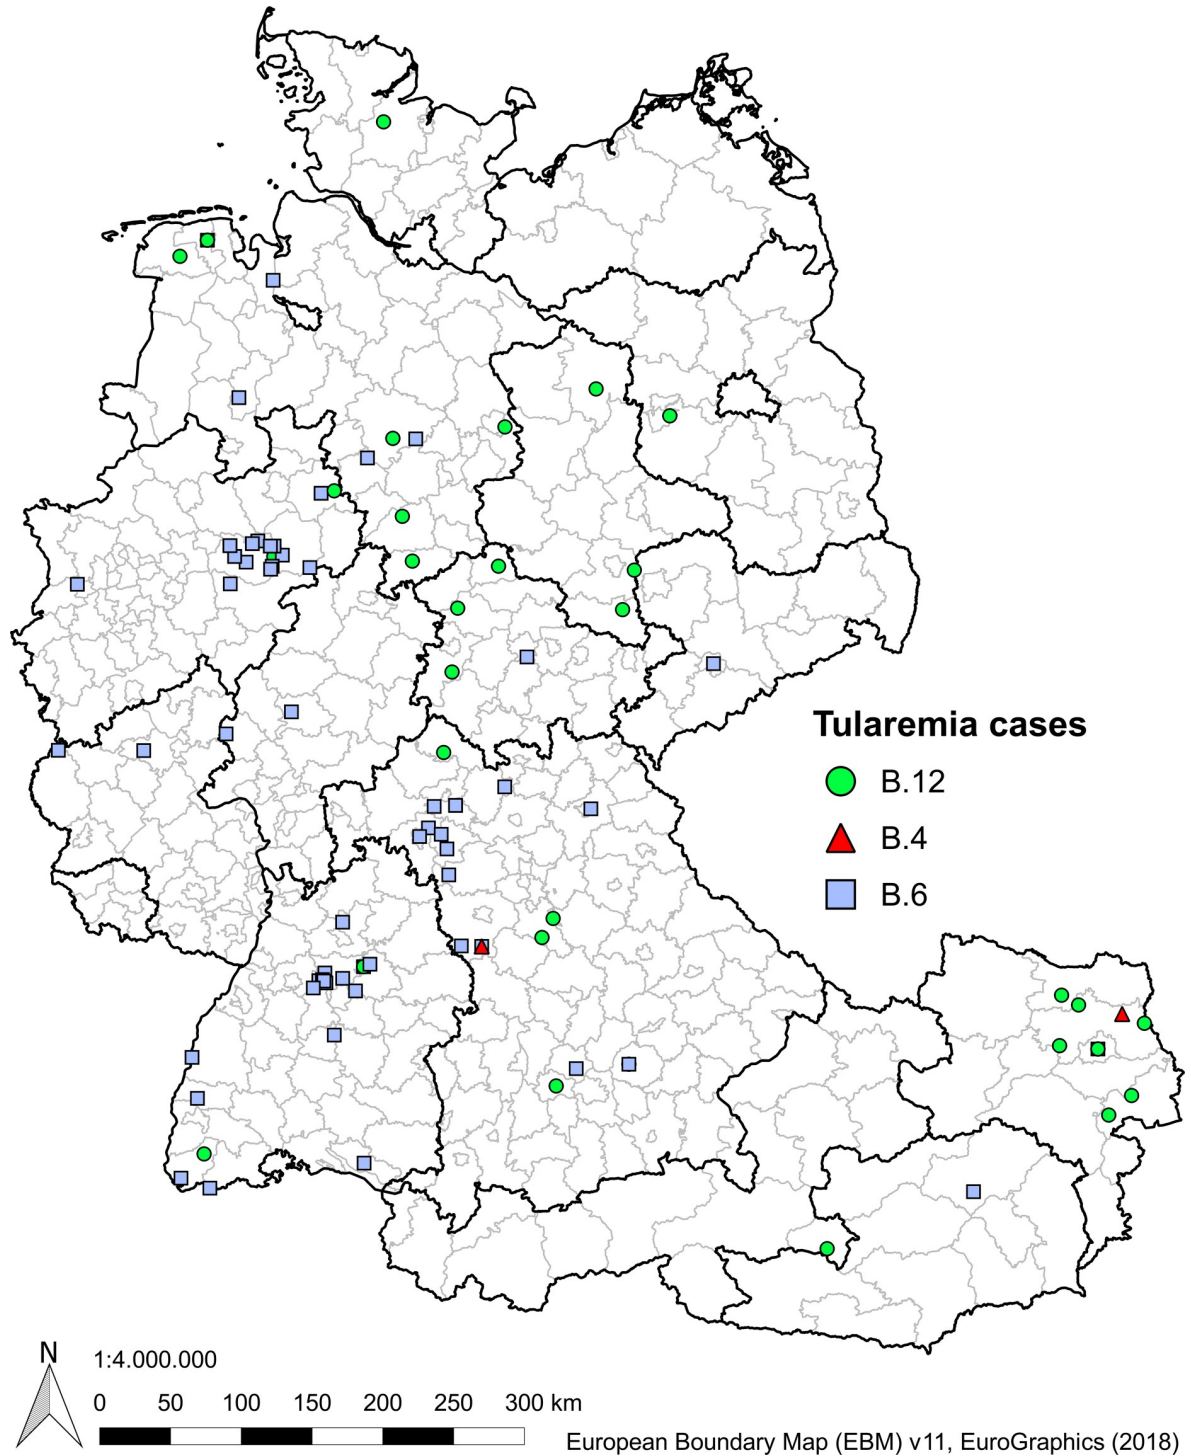 Tularemia cases
B.12
B.4
B.6
N
1:4.000.000
0 50 100 150 200 250 300 km
European Boundary Map (EBM) v11, EuroGraphics (2018)